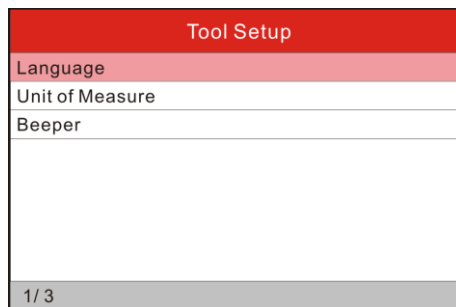 Tool Setup
Language
Unit of Measure
Beeper
1/ 3